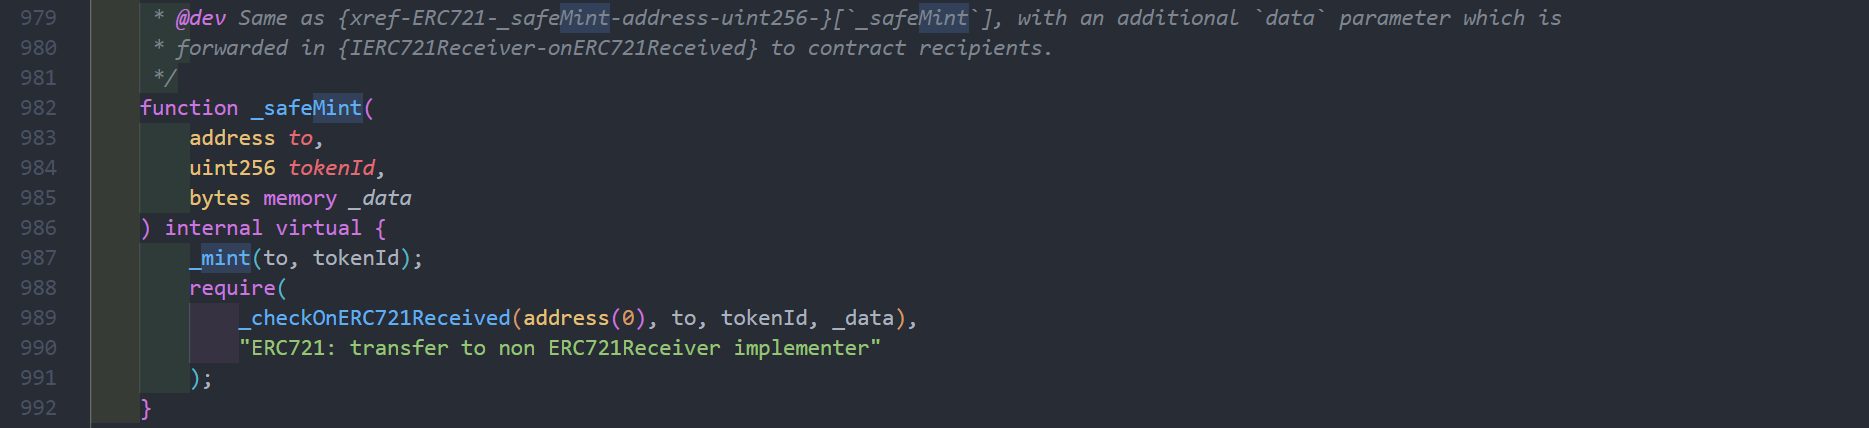 979 * @dev Same as {xref-ERC721-_safeMint-address-uint256-}[`_safeMint`], with an additional `data` parameter which is
980 * forwarded in {IERC721Receiver-onERC721Received} to contract recipients.
981 */
982 function _safeMint(
983 address to,
984 uint256 tokenId,
985 bytes memory _data
986 ) internal virtual {
987 _mint(to, tokenId);
988 require(
989 _checkOnERC721Received(address(0), to, tokenId, _data),
990 "ERC721: transfer to non ERC721Receiver implementer"
991 );
992 }